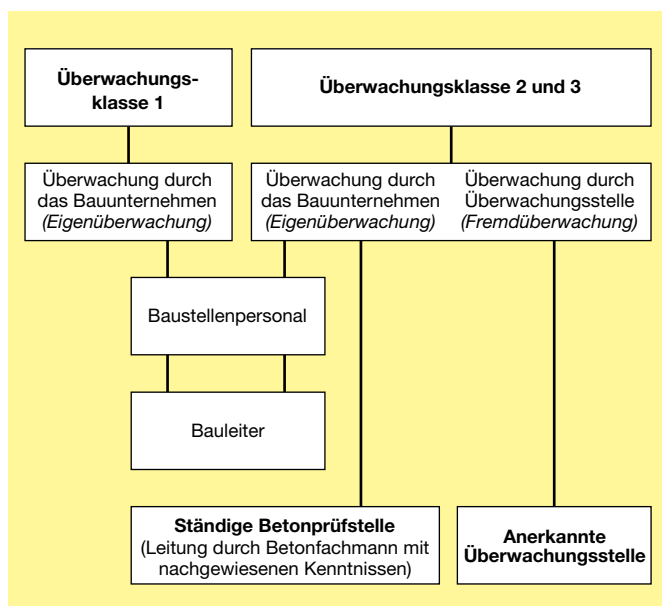 Überwachungs-
klasse 1
Überwachungsklasse 2 und 3
Überwachung durch
das Bauunternehmen
(Eigenüberwachung)
Überwachung durch
das Bauunternehmen
(Eigenüberwachung)
Überwachung durch
Überwachungsstelle
(Fremdüberwachung)
Baustellenpersonal
Bauleiter
Ständige Betonprüfstelle
(Leitung durch Betonfachmann mit
nachgewiesenen Kenntnissen)
Anerkannte
Überwachungsstelle